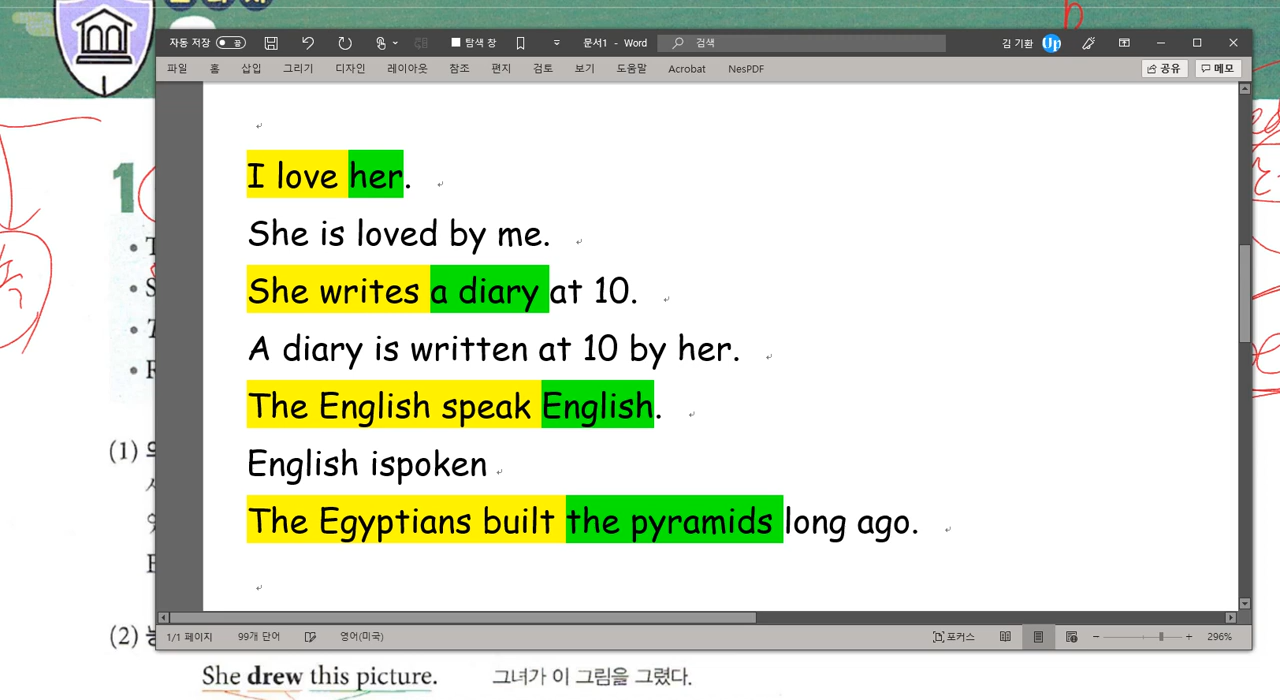 자동 저장 끔
탐색 창
문서1 - Word
검색
김 기환
Up
파일 홈 삽입 그리기 디자인 레이아웃 참조 편지 검토 보기 도움말 Acrobat NesPDF
공유 메모
I love her.
She is loved by me.
She writes a diary at 10.
A diary is written at 10 by her.
The English speak English.
English ispoken
The Egyptians built the pyramids long ago.
1
(1)
(2)
1/1 페이지 99개 단어 영어(미국) 포커스 296%
She drew this picture. 그녀가 이 그림을 그렸다.